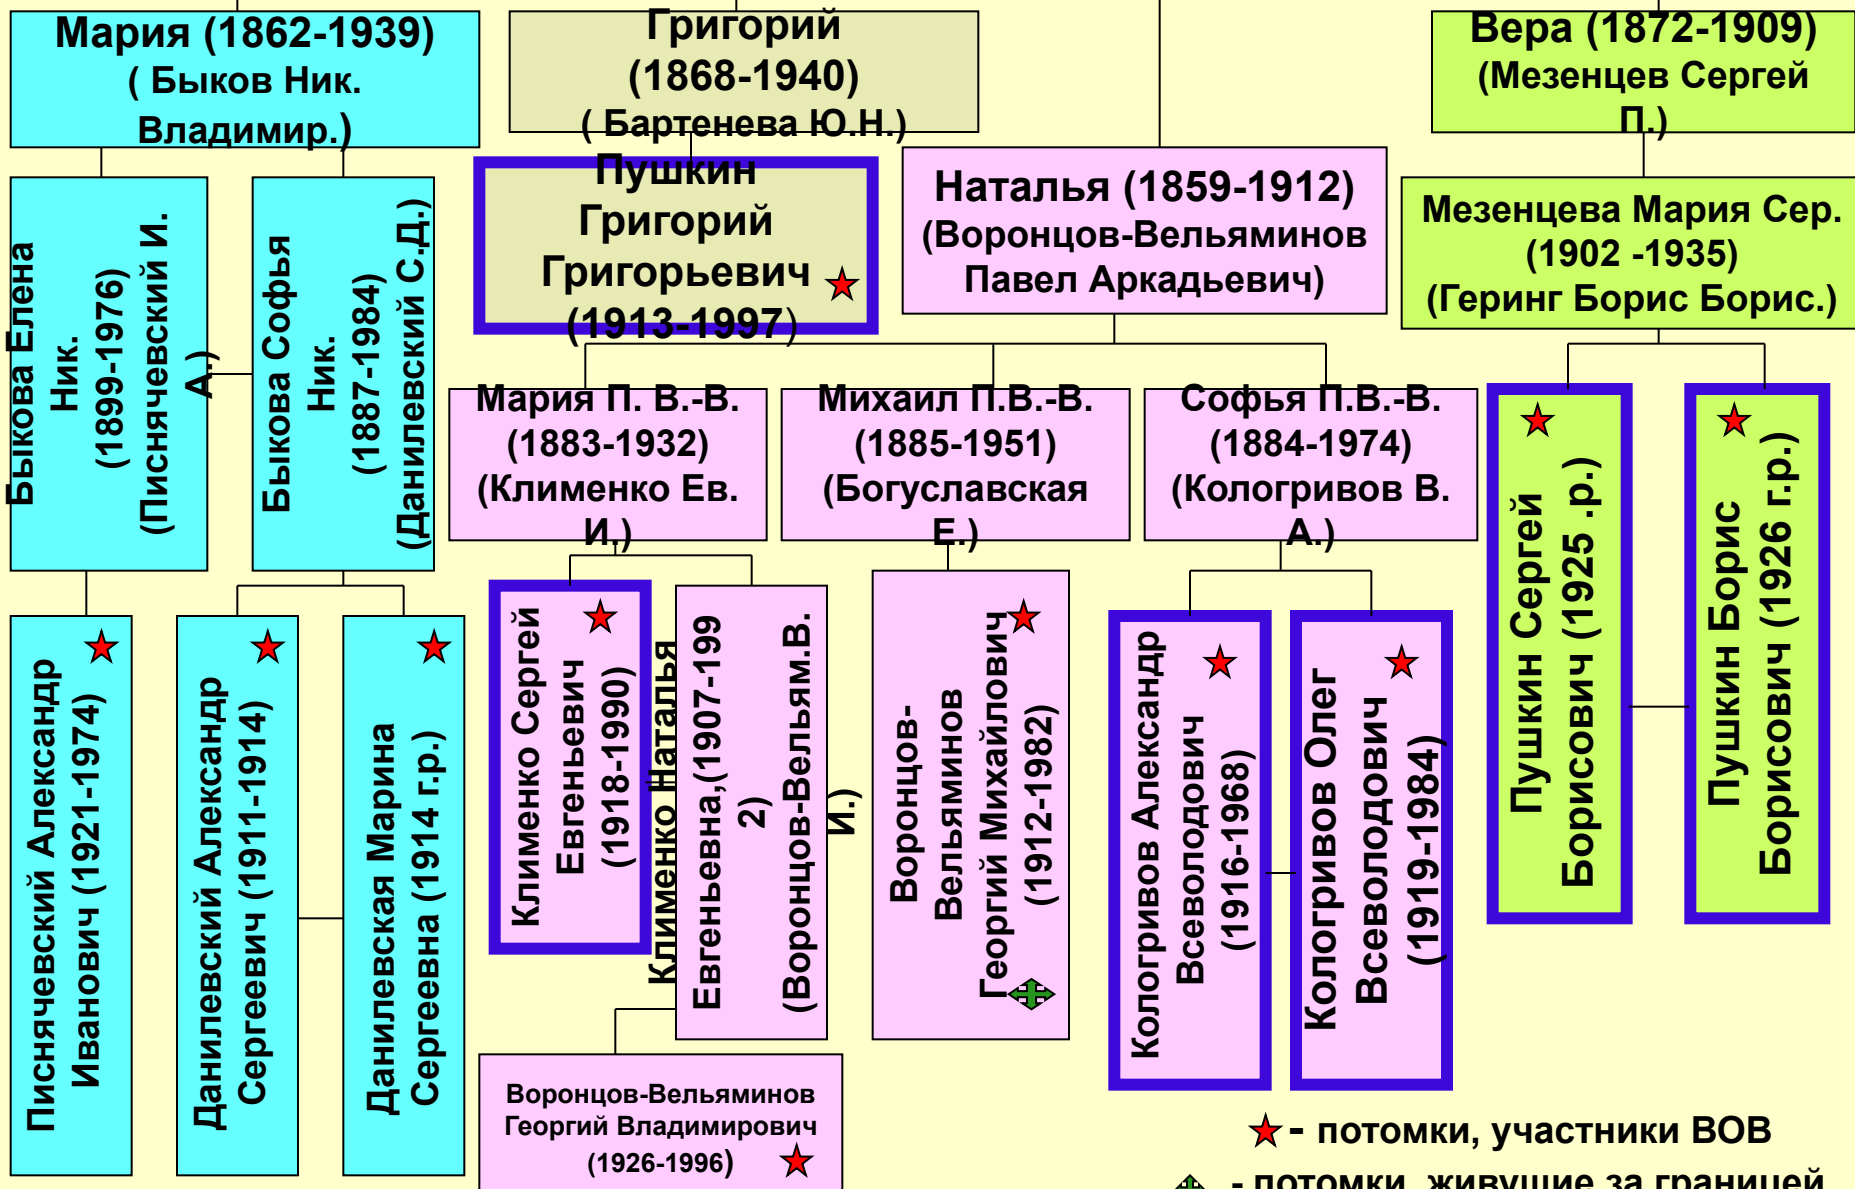 Мария (1862-1939)
( Быков Ник.
Владимир.)
Григорий
(1868-1940)
( Бартенева Ю.Н.)
Вера (1872-1909)
(Мезенцев Сергей
П.)
Пушкин
Григорий
Григорьевич
(1913-1997)
Наталья (1859-1912)
(Воронцов-Вельяминов
Павел Аркадьевич)
Мезенцева Мария Сер.
(1902 -1935)
(Геринг Борис Борис.)
Быкова Елена
Ник.
(1899-1976)
(Писнячевский И.
А.)
Быкова Софья
Ник.
(1887-1984)
(Данилевский С.Д.)
Мария П. В.-В.
(1883-1932)
(Клименко Ев.
И.)
Михаил П.В.-В.
(1885-1951)
(Богуславская
Е.)
Софья П.В.-В.
(1884-1974)
(Кологривов В.
А.)
Пушкин Сергей
Борисович (1925 .р.)
Пушкин Борис
Борисович (1926 г.р.)
Писнячевский Александр
Иванович (1921-1974)
Данилевский Александр
Сергеевич (1911-1914)
Данилевская Марина
Сергеевна (1914 г.р.)
Клименко Сергей
Евгеньевич
(1918-1990)
Клименко Наталья
Евгеньевна,(1907-199
2)
(Воронцов-Вельям.В.
И.)
Воронцов-
Вельяминов
Георгий Михайлович
(1912-1982)
Кологривов Александр
Всеволодович
(1916-1968)
Кологривов Олег
Всеволодович
(1919-1984)
Воронцов-Вельяминов
Георгий Владимирович
(1926-1996)
- потомки, участники ВОВ
- потомки, живущие за границей